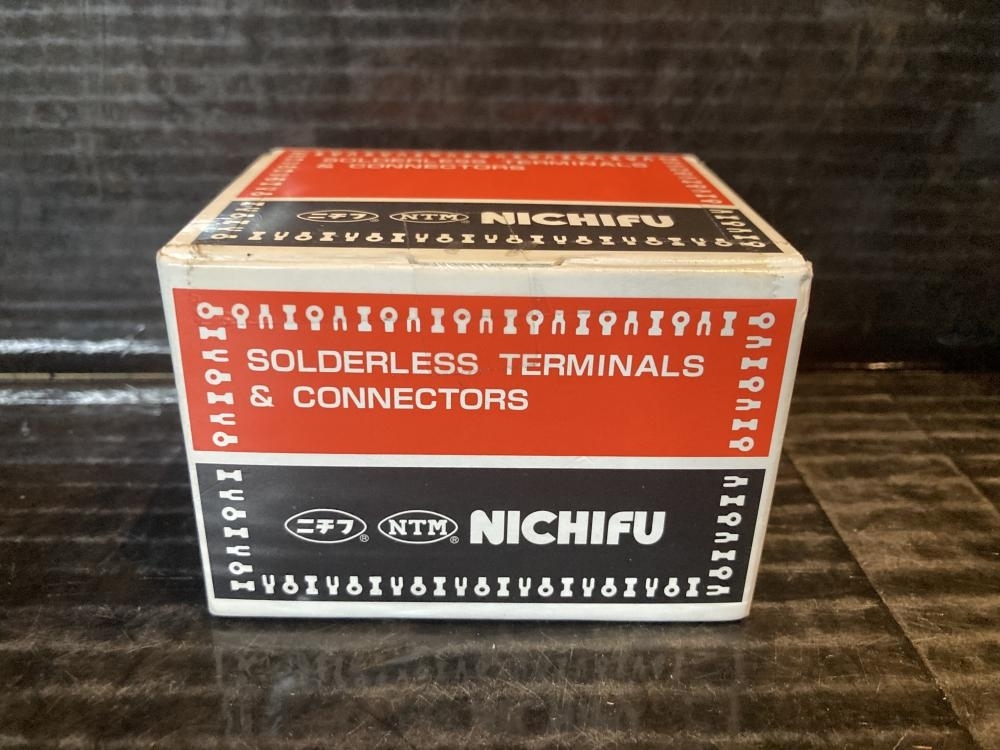 SOLDERLESS TERMINALS
& CONNECTORS
ニチフ NTM® NICHIFU
SOLDERLESS TERMINALS
& CONNECTORS
ニチフ® NTM® NICHIFU